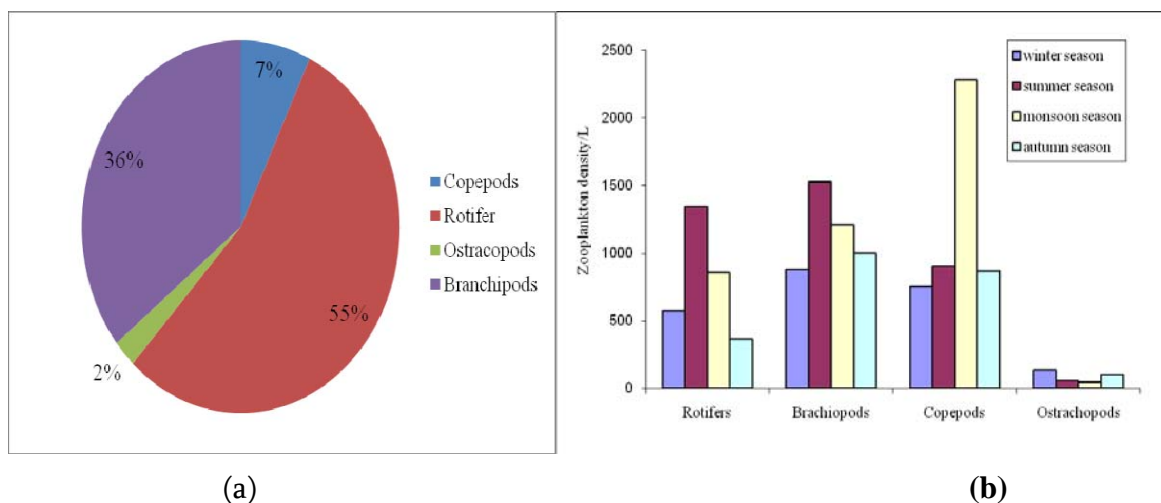 7%
36%
55%
2%
Copepods
Rotifer
Ostracopods
Branchipods
(a)
2500
2000
1500
1000
500
0
Zooplankton density/L
Rotifers
Brachiopods
Copepods
Ostrachopods
winter season
summer season
monsoon season
autumn season
(b)